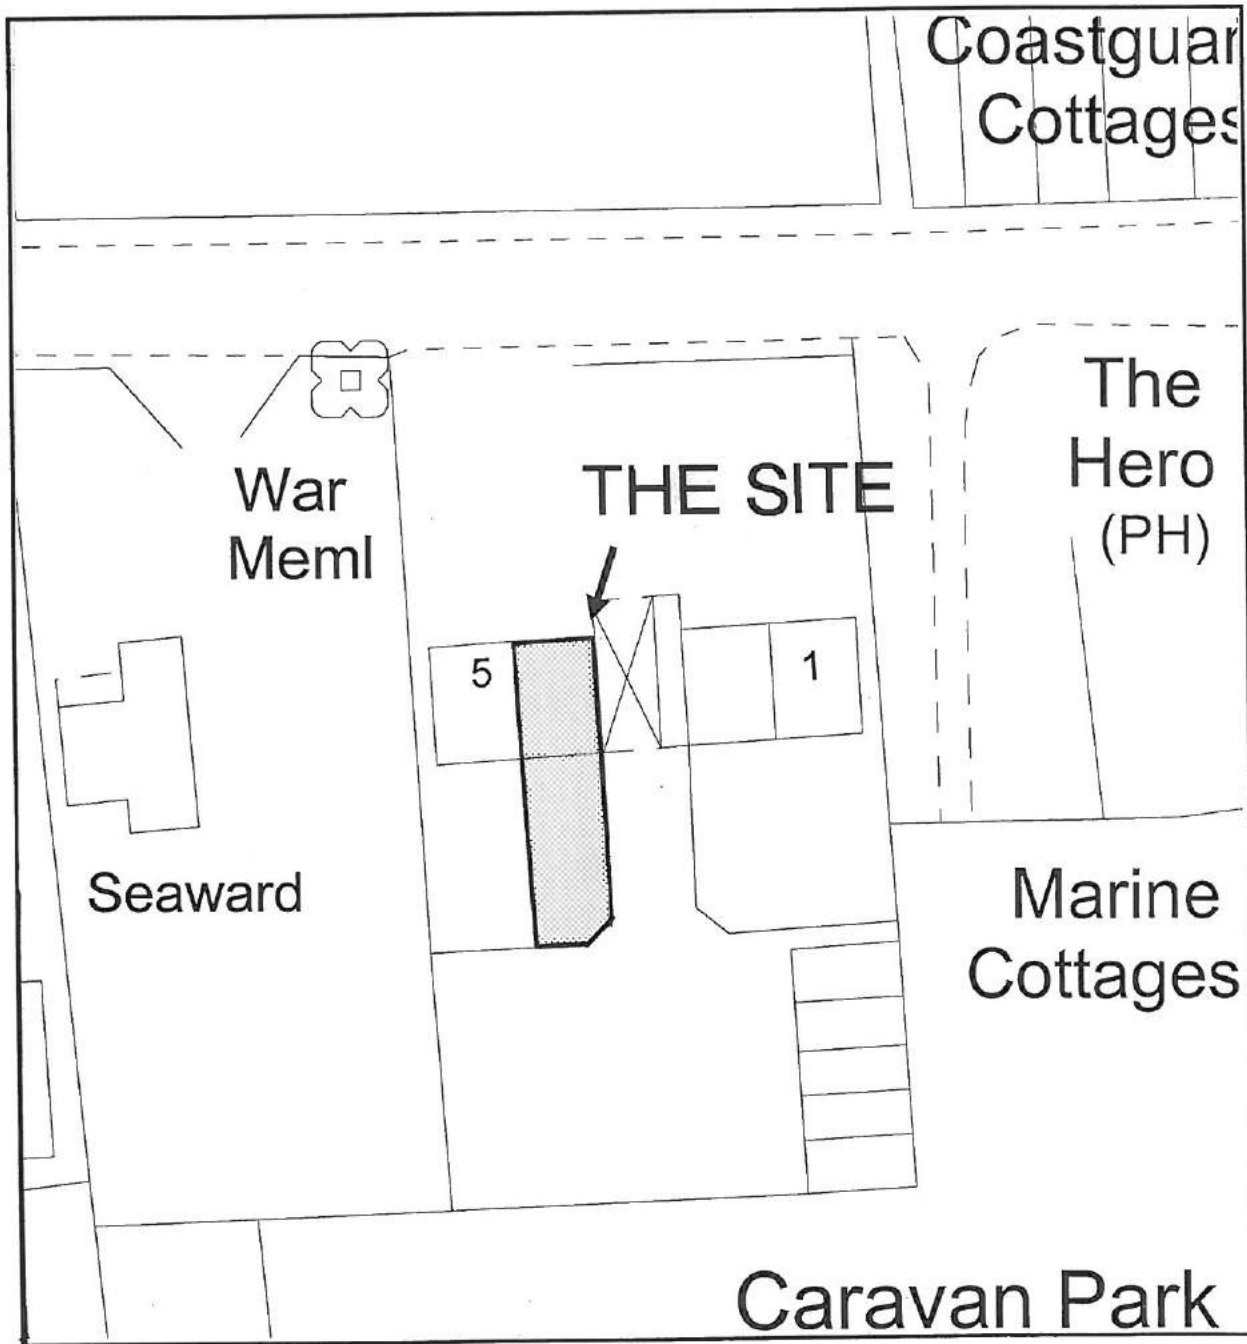 Coastguar
Cottages
The
Hero
(PH)
War
Meml
THE SITE
5
1
Seaward
Marine
Cottages
Caravan Park